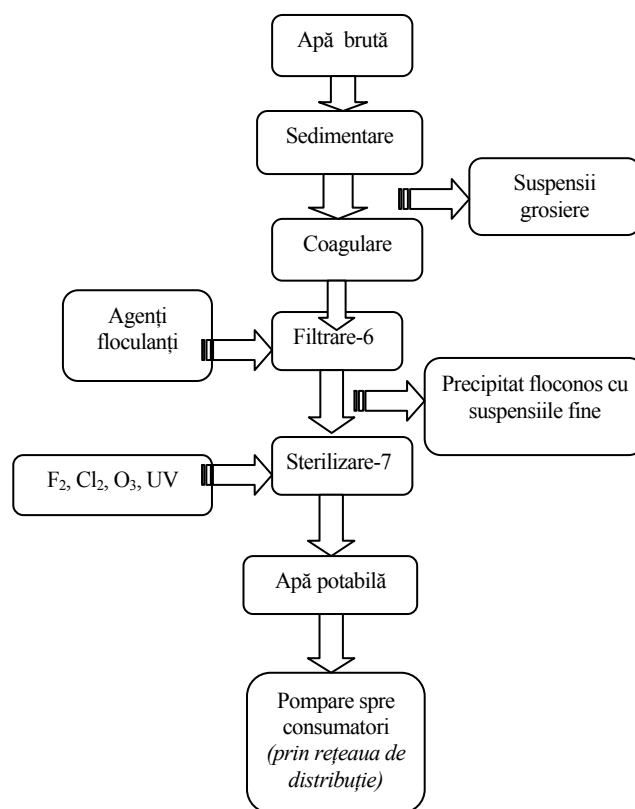 Apă brută
Sedimentare
Suspensii
grosiere
Coagulare
Agenți
floculanți
Filtrare-6
Precipitat floconos cu
suspensiile fine
F₂, Cl₂, O₃, UV
Sterilizare-7
Apă potabilă
Pompare spre
consumatori
(prin rețeaua de
distribuție)